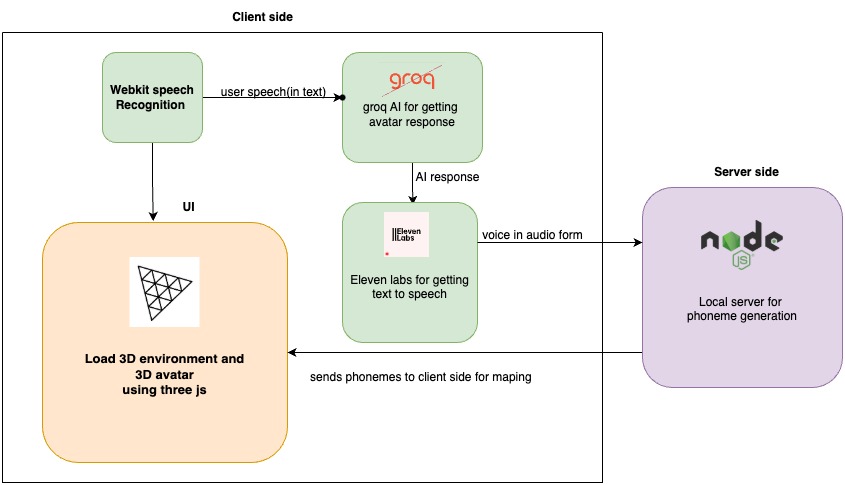 Client side
Webkit speech
Recognition
user speech(in text)
groq
groq AI for getting
avatar response
AI response
Server side
UI
||Eleven
Labs
voice in audio form
node
JS
Eleven labs for getting
text to speech
Local server for
phoneme generation
Load 3D environment and
3D avatar
using three js
sends phonemes to client side for maping